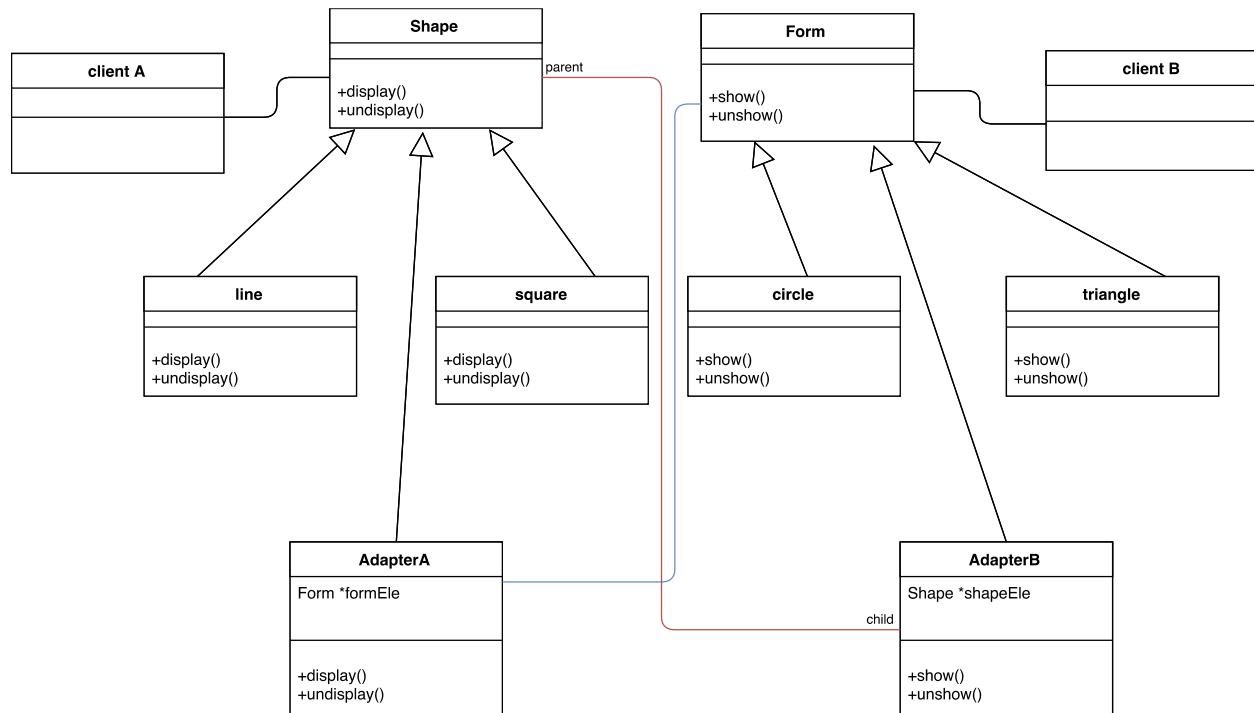 Shape
+display()
+undisplay()
Form
+show()
+unshow()
client A
client B
parent
line
+display()
+undisplay()
square
+display()
+undisplay()
circle
+show()
+unshow()
triangle
+show()
+unshow()
AdapterA
Form *formEle
+display()
+undisplay()
child
AdapterB
Shape *shapeEle
+show()
+unshow()